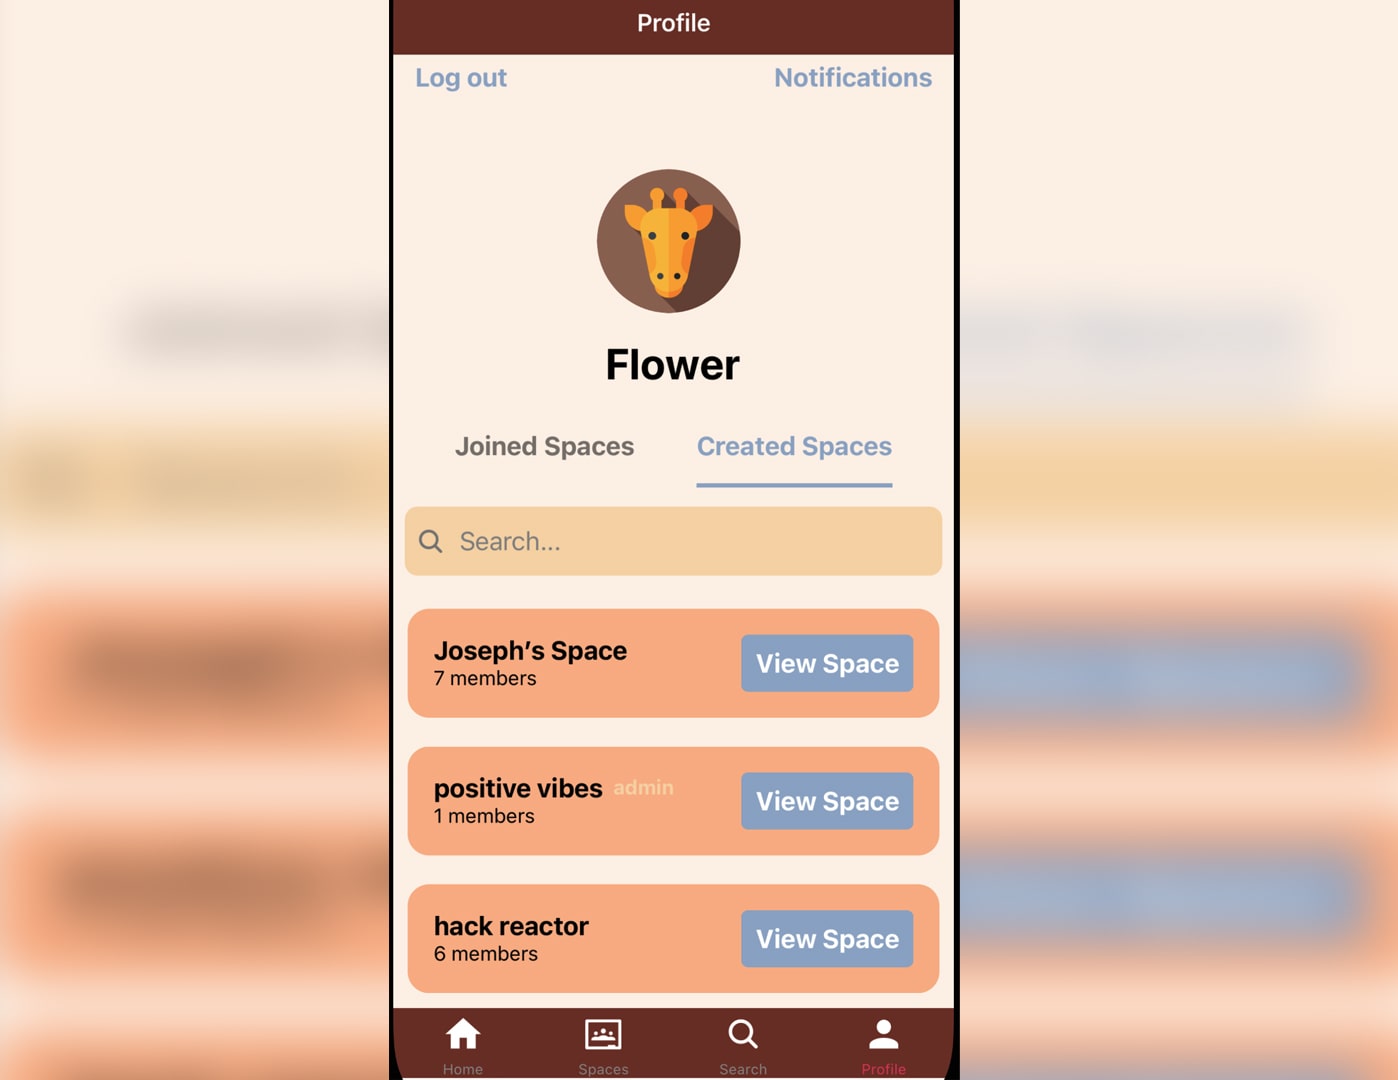 Profile
Log out
Notifications
Flower
Joined Spaces
Created Spaces
Search...
Joseph's Space
7 members
View Space
positive vibes admin
1 members
View Space
hack reactor
6 members
View Space
Home
Spaces
Search
Profile